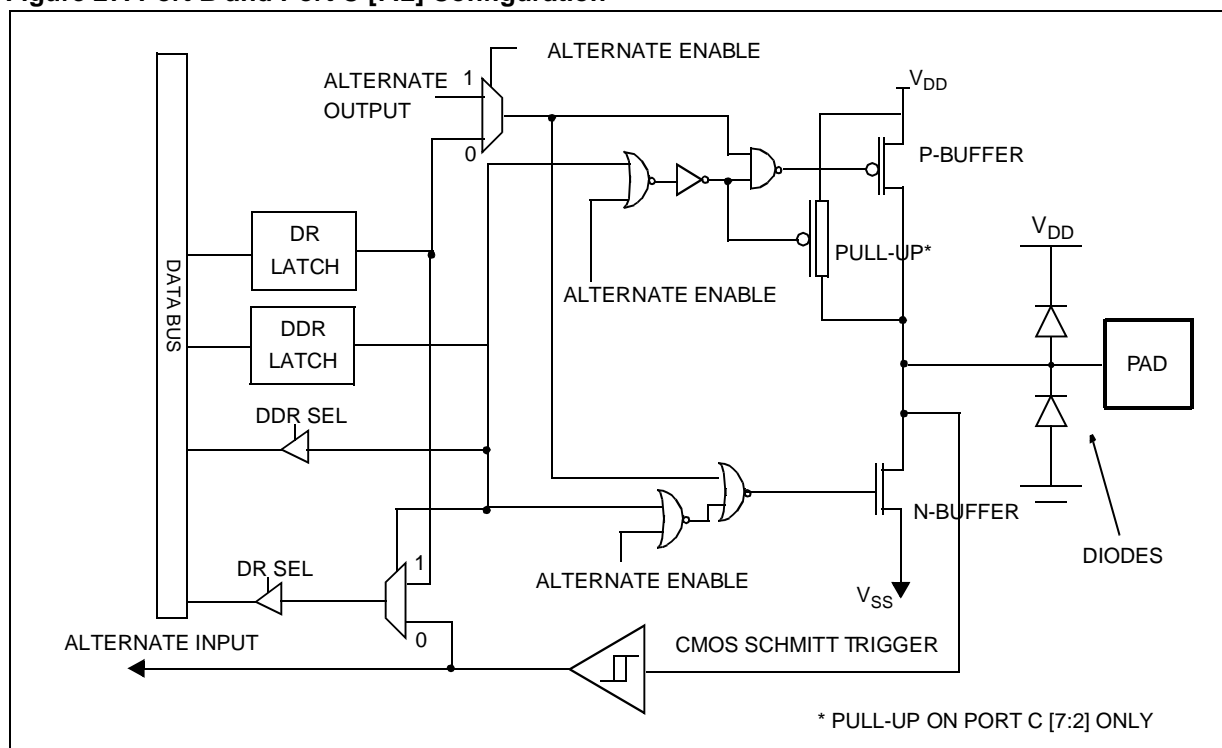 ALTERNATE ENABLE
ALTERNATE
OUTPUT
1
0
VDD
P-BUFFER
PULL-UP*
VDD
DR
LATCH
ALTERNATE ENABLE
DATA BUS
DDR
LATCH
PAD
DDR SEL
N-BUFFER
DIODES
DR SEL
1
0
ALTERNATE ENABLE
VSS
ALTERNATE INPUT
CMOS SCHMITT TRIGGER
* PULL-UP ON PORT C [7:2] ONLY